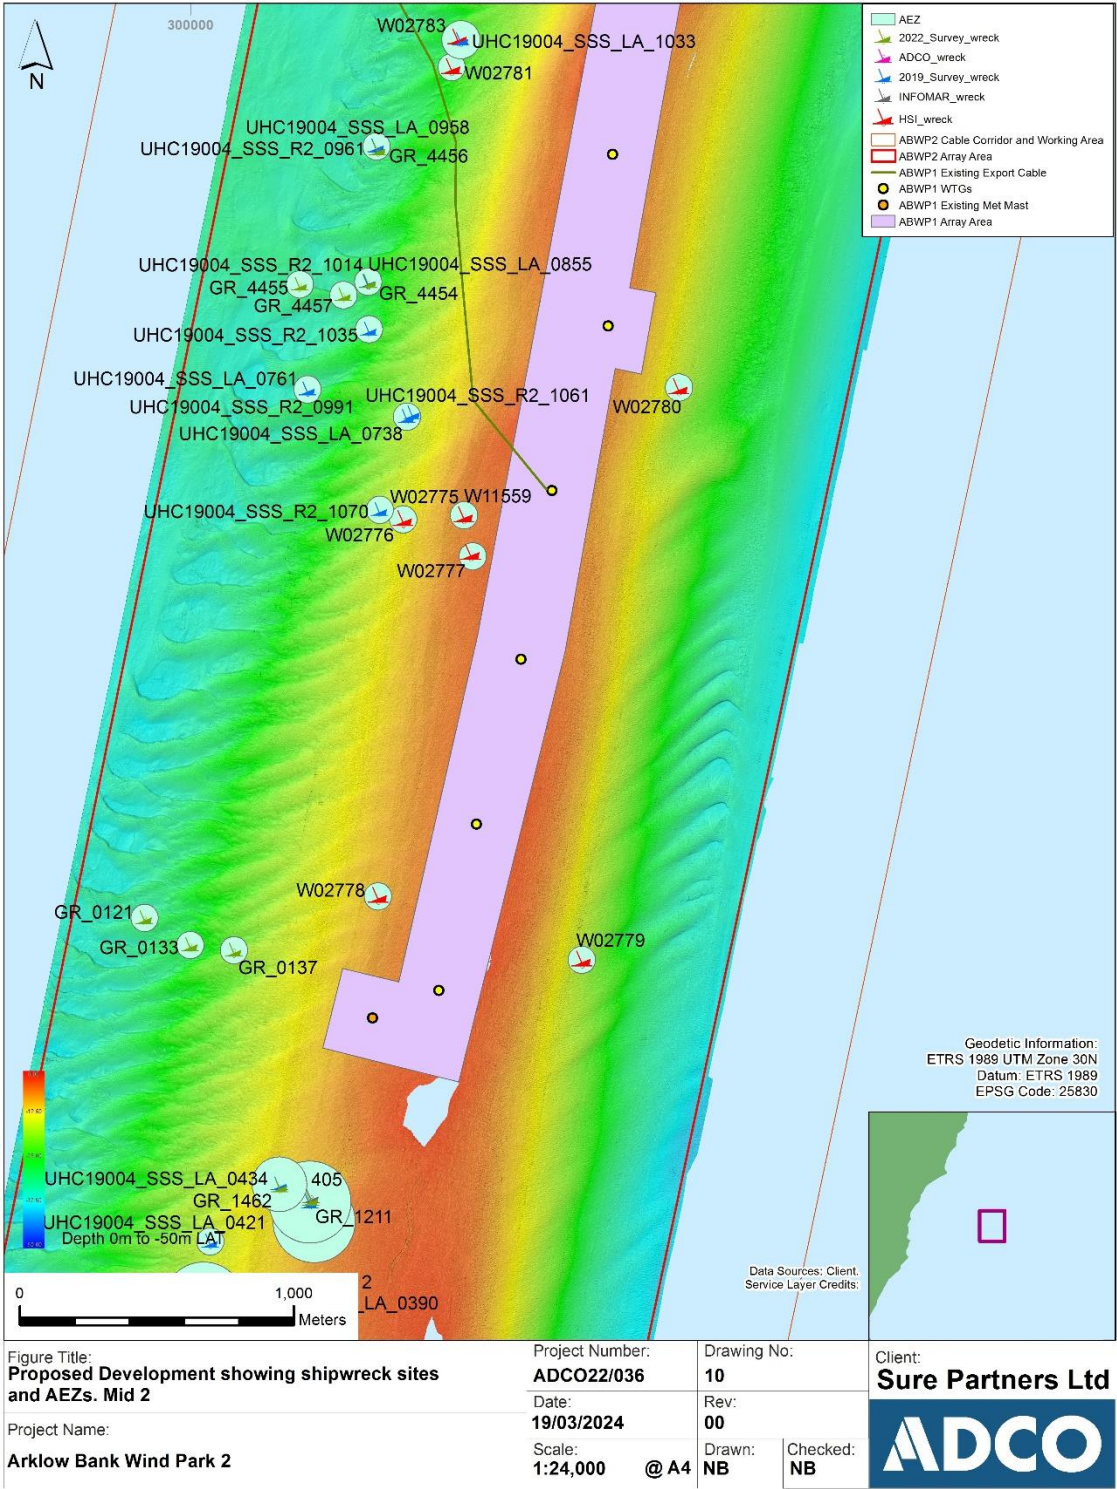 300000
N
W02783
UHC19004_SSS_LA_1033
W02781
UHC19004_SSS_LA_0958
UHC19004_SSS_R2_0961
GR_4456
UHC19004_SSS_R2_1014
UHC19004_SSS_LA_0855
GR_4455
GR_4454
GR_4457
UHC19004_SSS_R2_1035
UHC19004_SSS_LA_0761
UHC19004_SSS_R2_1061
W02780
UHC19004_SSS_R2_0991
UHC19004_SSS_LA_0738
W02775
W11559
UHC19004_SSS_R2_1070
W02776
W02777
W02778
GR_0121
GR_0133
GR_0137
W02779
UHC19004_SSS_LA_0434
405
GR_1462
GR_1211
UHC19004_SSS_LA_0421
Depth 0m to -50m LAT
2
_LA_0390
0
1,000
Meters
AEZ
2022_Survey_wreck
ADCO_wreck
2019_Survey_wreck
INFOMAR_wreck
HSI_wreck
ABWP2 Cable Corridor and Working Area
ABWP2 Array Area
ABWP1 Existing Export Cable
ABWP1 WTGs
ABWP1 Existing Met Mast
ABWP1 Array Area
Geodetic Information:
ETRS 1989 UTM Zone 30N
Datum: ETRS 1989
EPSG Code: 25830
Data Sources: Client.
Service Layer Credits:
Figure Title:
Proposed Development showing shipwreck sites
and AEZs. Mid 2
Project Name:
Arklow Bank Wind Park 2
Project Number:
ADCO22/036
Drawing No:
10
Date:
19/03/2024
Rev:
00
Scale:
1:24,000 @ A4
Drawn:
NB
Checked:
NB
Client:
Sure Partners Ltd
ADCO